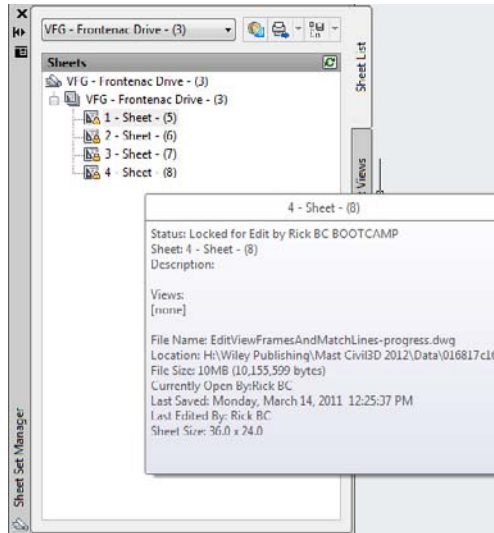 VFG - Frontenac Drive - (3)
Sheets
VFG - Frontenac Drive - (3)
VFG - Frontenac Drive - (3)
1 - Sheet - (5)
2 - Sheet - (6)
3 - Sheet - (7)
4 - Sheet - (8)
Sheet List
Views
4 - Sheet - (8)
Status: Locked for Edit by Rick BC BOOTCAMP
Sheet: 4 - Sheet - (8)
Description:
Views:
[none]
File Name: EditViewFramesAndMatchLines-progress.dwg
Location: H:\Wiley Publishing\Mast Civil3D 2012\Data\016817c16
File Size: 10MB (10,155,599 bytes)
Currently Open By:Rick BC
Last Saved: Monday, March 14, 2011 12:25:37 PM
Last Edited By: Rick BC
Sheet Size: 36.0 x 24.0
Sheet Set Manager